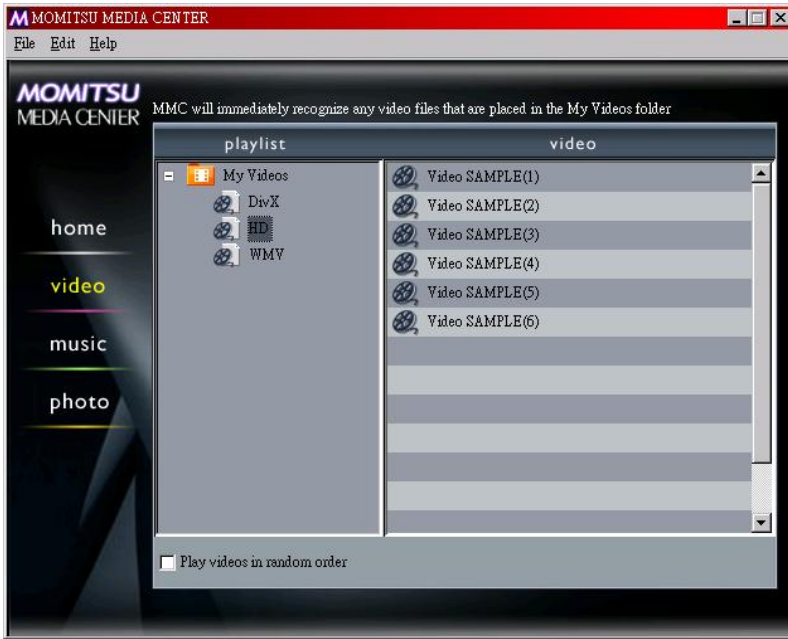 MOMITSU MEDIA CENTER
File Edit Help
MOMITSU
MEDIA CENTER
MMC will immediately recognize any video files that are placed in the My Videos folder
playlist
video
My Videos
DivX
HD
WMV
Video SAMPLE(1)
Video SAMPLE(2)
Video SAMPLE(3)
Video SAMPLE(4)
Video SAMPLE(5)
Video SAMPLE(6)
home
video
music
photo
Play videos in random order